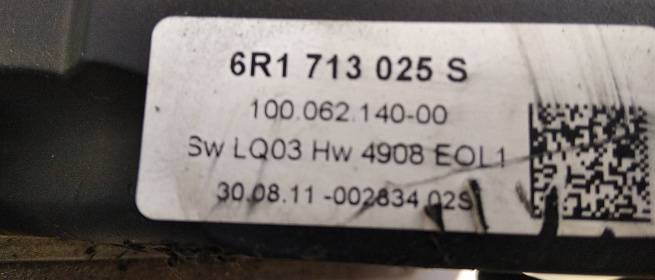 6R1 713 025 S
100.062.140-00
Sw LQ03 Hw 4908 EOL1
30.08.11 -002834 02S